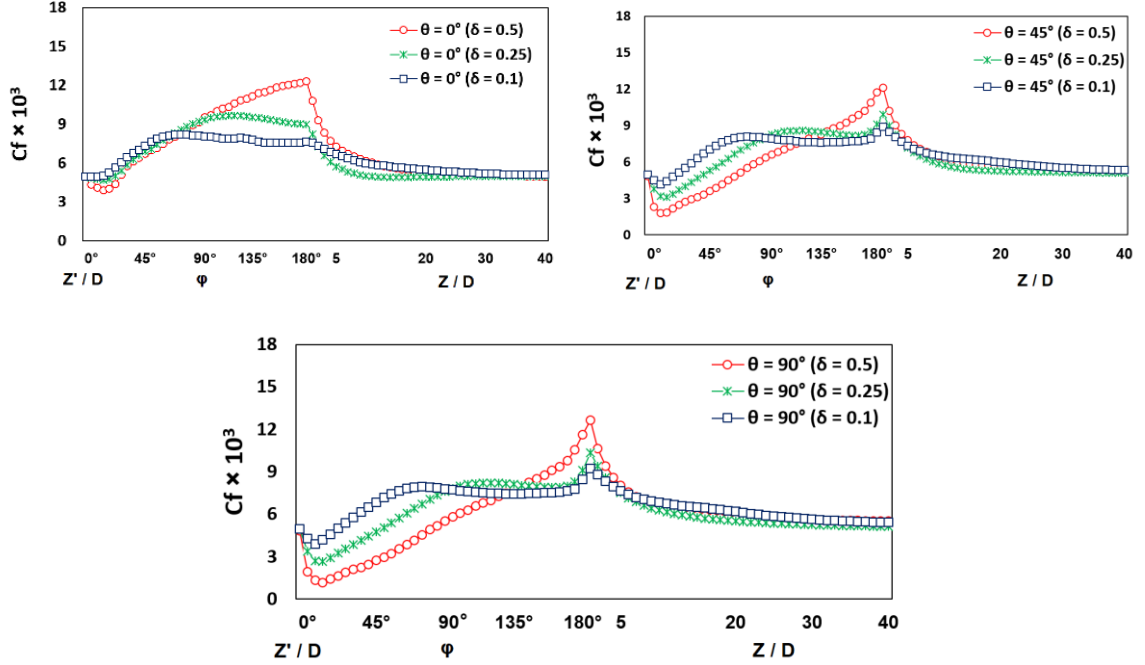 18
15
12
9
6
3
0
Cf × 10³
θ = 0° (δ = 0.5)
θ = 0° (δ = 0.25)
θ = 0° (δ = 0.1)
0° 45° 90° 135° 180° 5 20 30 40
Z' / D φ Z / D
18
15
12
9
6
3
0
Cf × 10³
θ = 45° (δ = 0.5)
θ = 45° (δ = 0.25)
θ = 45° (δ = 0.1)
0° 45° 90° 135° 180° 5 20 30 40
Z' / D φ Z / D
18
15
12
9
6
3
0
Cf × 10³
θ = 90° (δ = 0.5)
θ = 90° (δ = 0.25)
θ = 90° (δ = 0.1)
0° 45° 90° 135° 180° 5 20 30 40
Z' / D φ Z / D